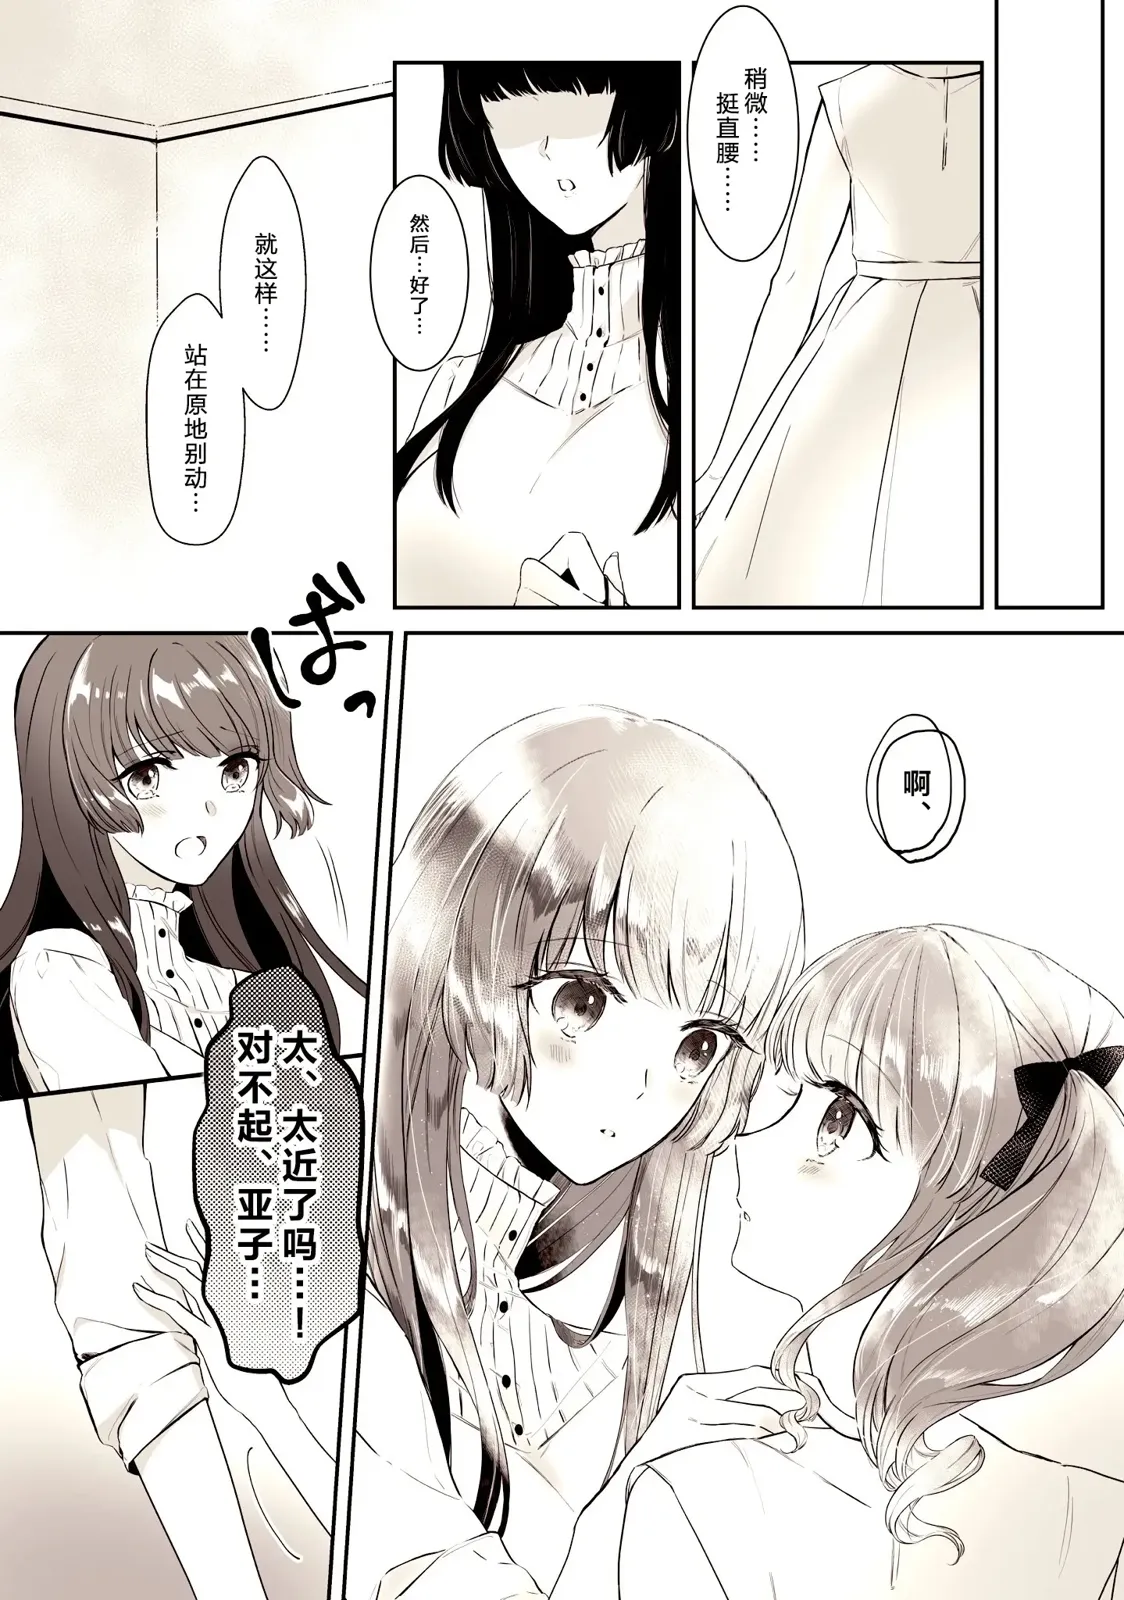 稍微……
挺直腰……
然后…好了…
就这样……
站在原地别动…
啊、
ばっ
太、太近了吗…！
对不起、亚子…